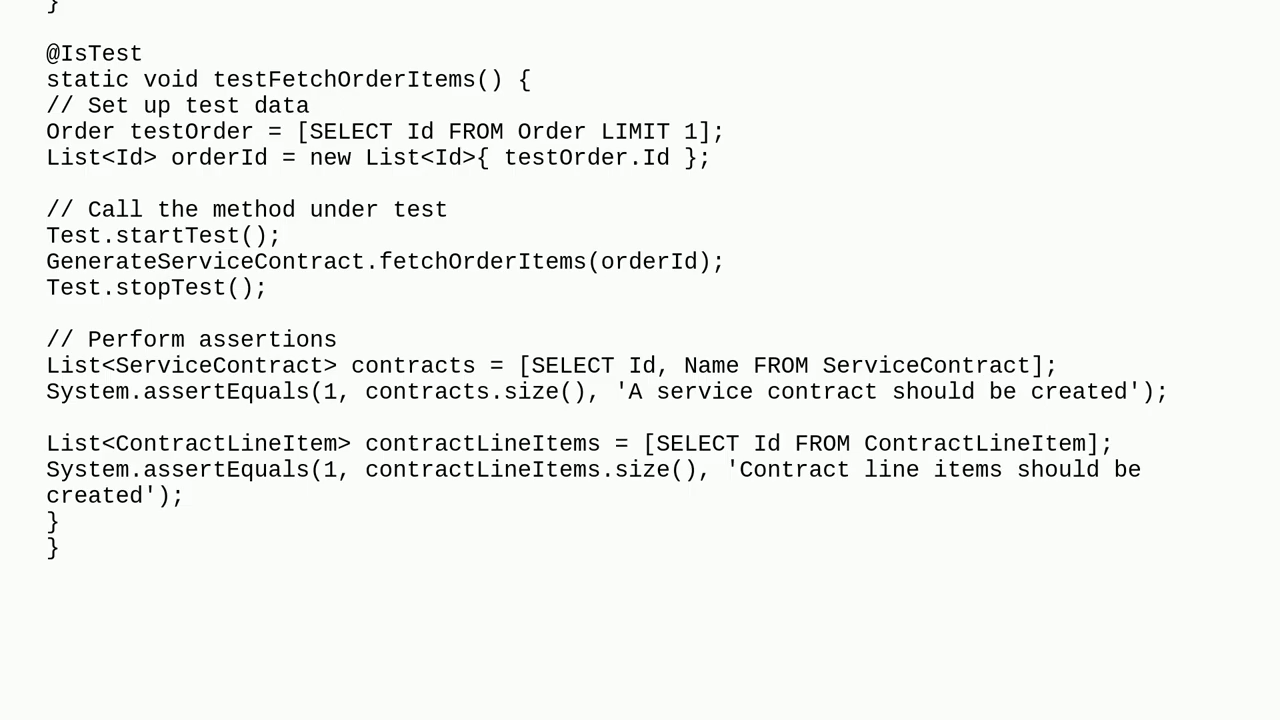 }
@IsTest
static void testFetchOrderItems() {
// Set up test data
Order testOrder = [SELECT Id FROM Order LIMIT 1];
List<Id> orderId = new List<Id>{ testOrder.Id };
// Call the method under test
Test.startTest();
GenerateServiceContract.fetchOrderItems(orderId);
Test.stopTest();
// Perform assertions
List<ServiceContract> contracts = [SELECT Id, Name FROM ServiceContract];
System.assertEquals(1, contracts.size(), 'A service contract should be created');
List<ContractLineItem> contractLineItems = [SELECT Id FROM ContractLineItem];
System.assertEquals(1, contractLineItems.size(), 'Contract line items should be
created');
}
}